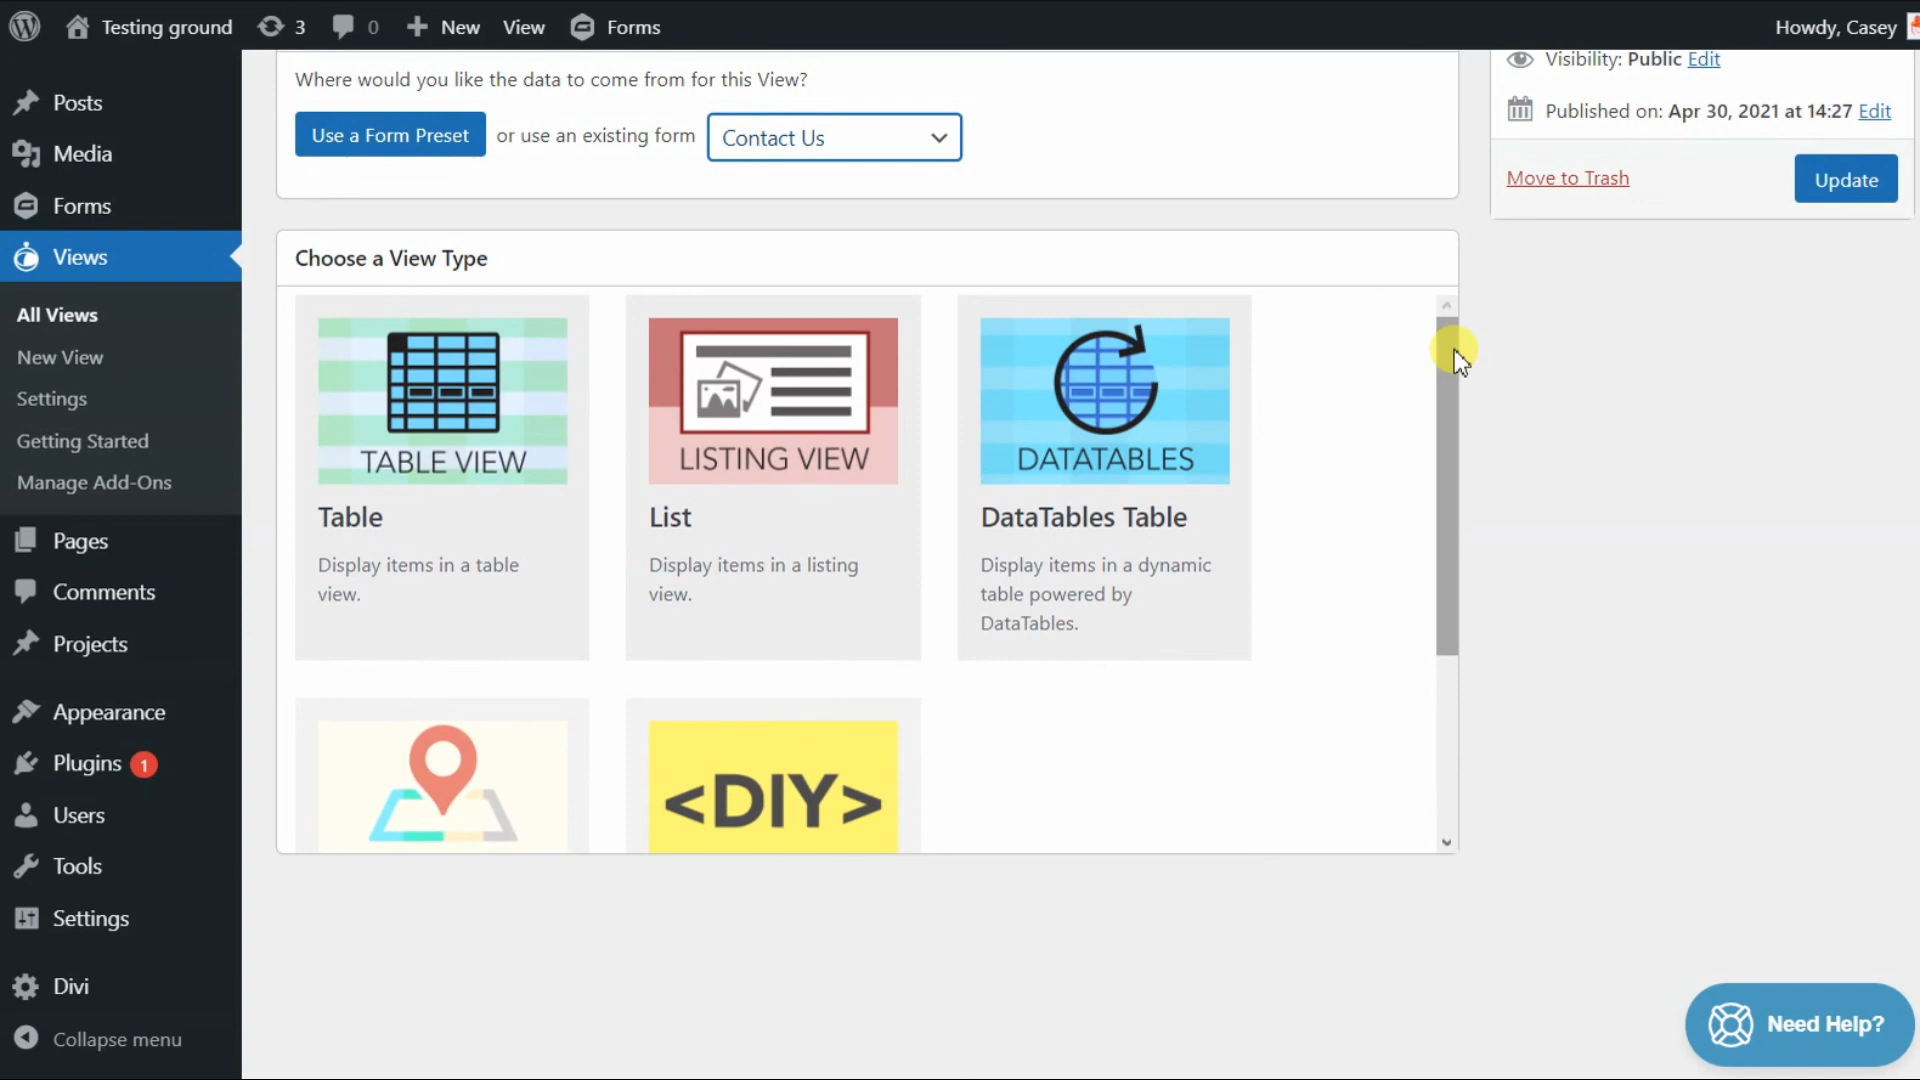 Testing ground 3 0 New View Forms Howdy, Casey
Posts
Media
Forms
Views
All Views
New View
Settings
Getting Started
Manage Add-Ons
Pages
Comments
Projects
Appearance
Plugins 1
Users
Tools
Settings
Divi
Collapse menu
Where would you like the data to come from for this View?
Use a Form Preset or use an existing form Contact Us
Choose a View Type
TABLE VIEW
Table
Display items in a table
view.
LISTING VIEW
List
Display items in a listing
view.
DATATABLES
DataTables Table
Display items in a dynamic
table powered by
DataTables.
<DIY>
Visibility: Public Edit
Published on: Apr 30, 2021 at 14:27 Edit
Move to Trash Update
Need Help?